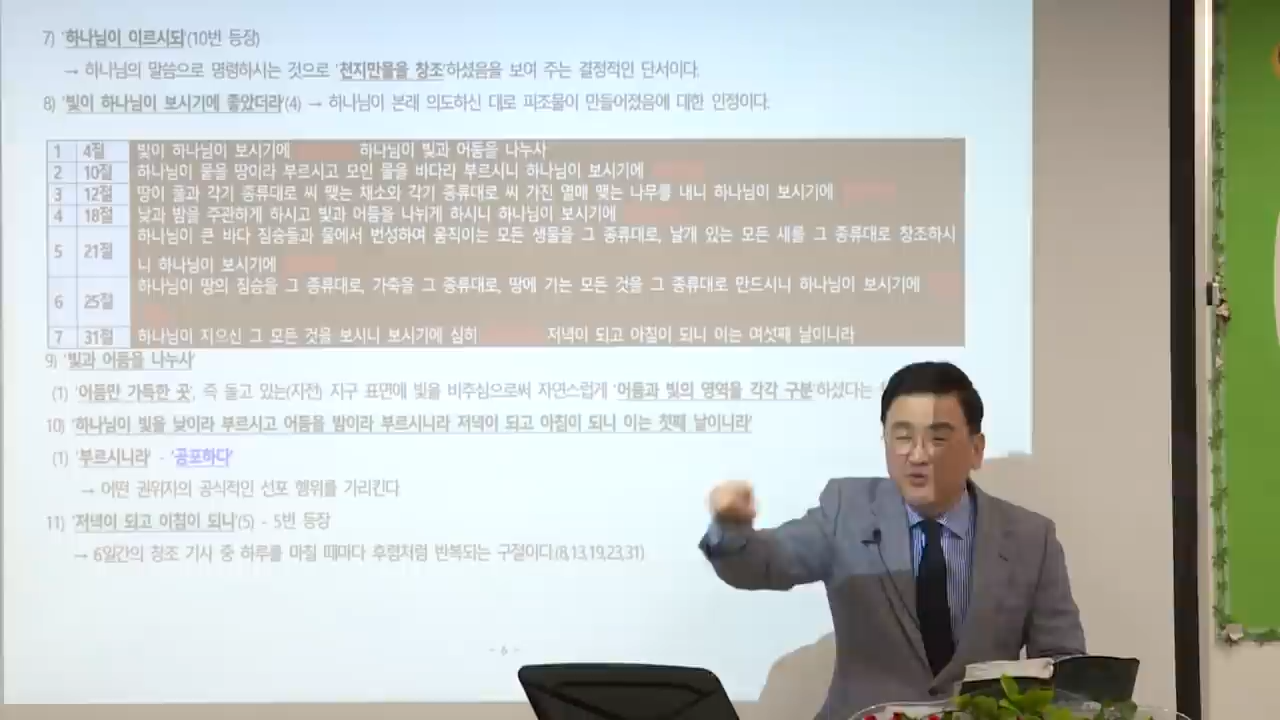 7) '하나님이 이르시되'(10번 등장)
→ 하나님의 말씀으로 명령하시는 것으로 '천지만물을 창조'하셨음을 보여 주는 결정적인 단서이다.
8) '빛이 하나님이 보시기에 좋았더라'(4) → 하나님이 본래 의도하신 대로 피조물이 만들어졌음에 대한 인정이다.
1 4절 빛이 하나님이 보시기에 하나님이 빛과 어둠을 나누사
2 10절 하나님이 뭍을 땅이라 부르시고 모인 물을 바다라 부르시니 하나님이 보시기에
3 12절 땅이 풀과 각기 종류대로 씨 맺는 채소와 각기 종류대로 씨 가진 열매 맺는 나무를 내니 하나님이 보시기에
4 18절 낮과 밤을 주관하게 하시고 빛과 어둠을 나뉘게 하시니 하나님이 보시기에
5 21절 하나님이 큰 바다 짐승들과 물에서 번성하여 움직이는 모든 생물을 그 종류대로, 날개 있는 모든 새를 그 종류대로 창조하시
니 하나님이 보시기에
6 25절 하나님이 땅의 짐승을 그 종류대로, 가축을 그 종류대로, 땅에 기는 모든 것을 그 종류대로 만드시니 하나님이 보시기에
7 31절 하나님이 지으신 그 모든 것을 보시니 보시기에 심히 저녁이 되고 아침이 되니 이는 여섯째 날이니라
9) '빛과 어둠을 나누사'
(1) '어둠만 가득한 곳', 즉 돌고 있는(자전) 지구 표면에 빛을 비추심으로써 자연스럽게 '어둠과 빛의 영역을 각각 구분'하셨다는
10) '하나님이 빛을 낮이라 부르시고 어둠을 밤이라 부르시니라 저녁이 되고 아침이 되니 이는 첫째 날이니라'
(1) '부르시니라' - '공포하다'
→ 어떤 권위자의 공식적인 선포 행위를 가리킨다
11) '저녁이 되고 아침이 되니'(5) - 5번 등장
→ 6일간의 창조 기사 중 하루를 마칠 때마다 후렴처럼 반복되는 구절이다(8,13,19,23,31)
- 6 -